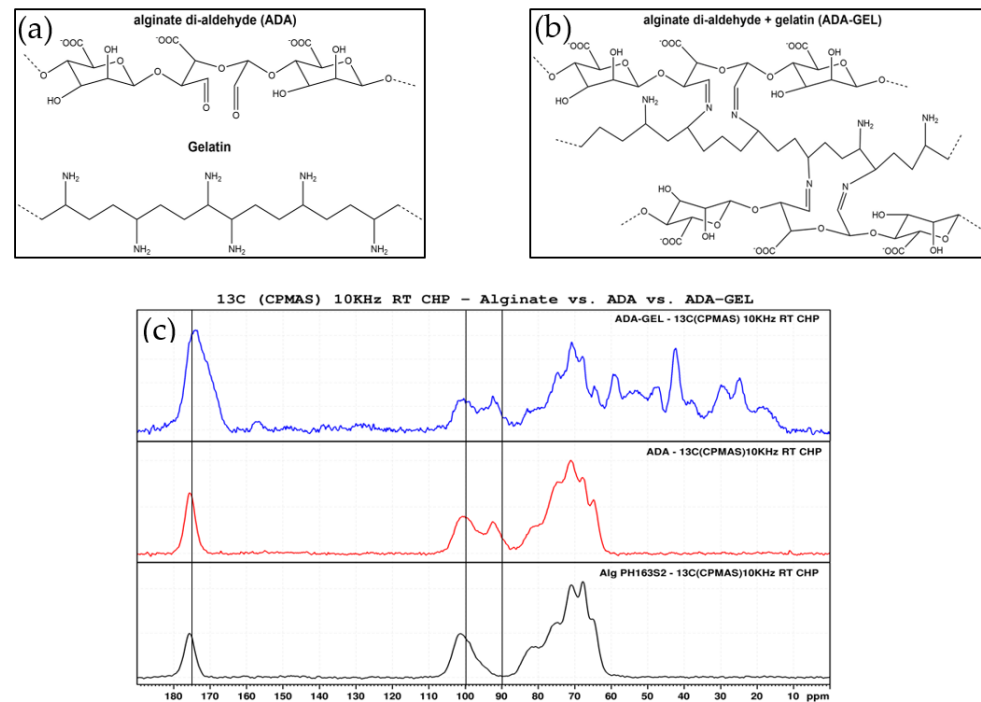 (a)
alginate di-aldehyde (ADA)
-OOC
OH
O
HO
-OOC
O
O
O
O
O
OH
O
HO
-OOC
O
O
Gelatin
NH2
NH2
NH2
NH2
NH2
NH2
NH2
(b)
alginate di-aldehyde + gelatin (ADA-GEL)
-OOC
OH
O
O
HO
-OOC
O
O
O
O
OH
HO
-OOC
O
O
N
N
NH2
NH2
NH2
N
N
HO
O
O
-OOC
OH
O
O
-OOC
O
O
HO
-OOC
O
OH
O
13C (CPMAS) 10KHz RT CHP – Alginate vs. ADA vs. ADA–GEL
(c)
ADA-GEL - 13C(CPMAS) 10KHz RT CHP
ADA - 13C(CPMAS)10KHz RT CHP
Alg PH163S2 - 13C(CPMAS)10KHz RT CHP
180 170 160 150 140 130 120 110 100 90 80 70 60 50 40 30 20 10 ppm